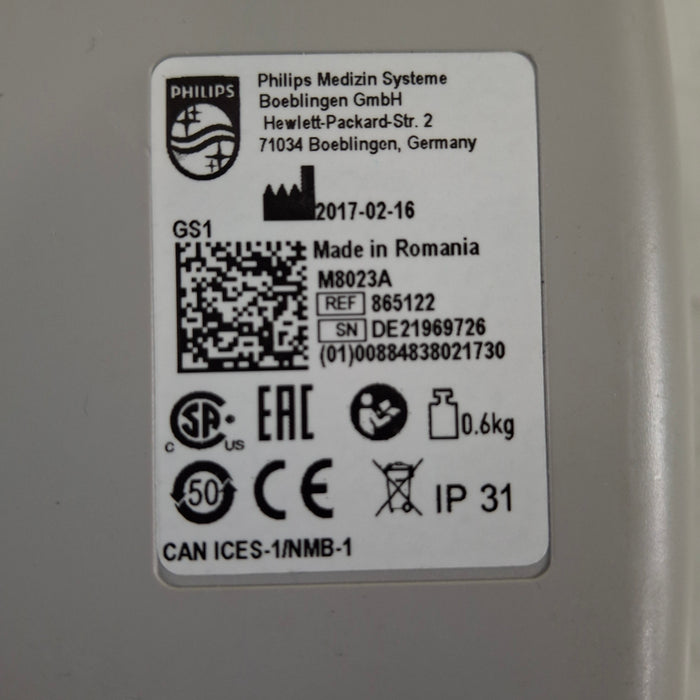 PHILIPS
Philips Medizin Systeme
Boeblingen GmbH
Hewlett-Packard-Str. 2
71034 Boeblingen, Germany
2017-02-16
GS1
Made in Romania
M8023A
REF 865122
SN DE21969726
(01)00884838021730
C SA US
EAC
0.6kg
50
CE
IP 31
CAN ICES-1/NMB-1